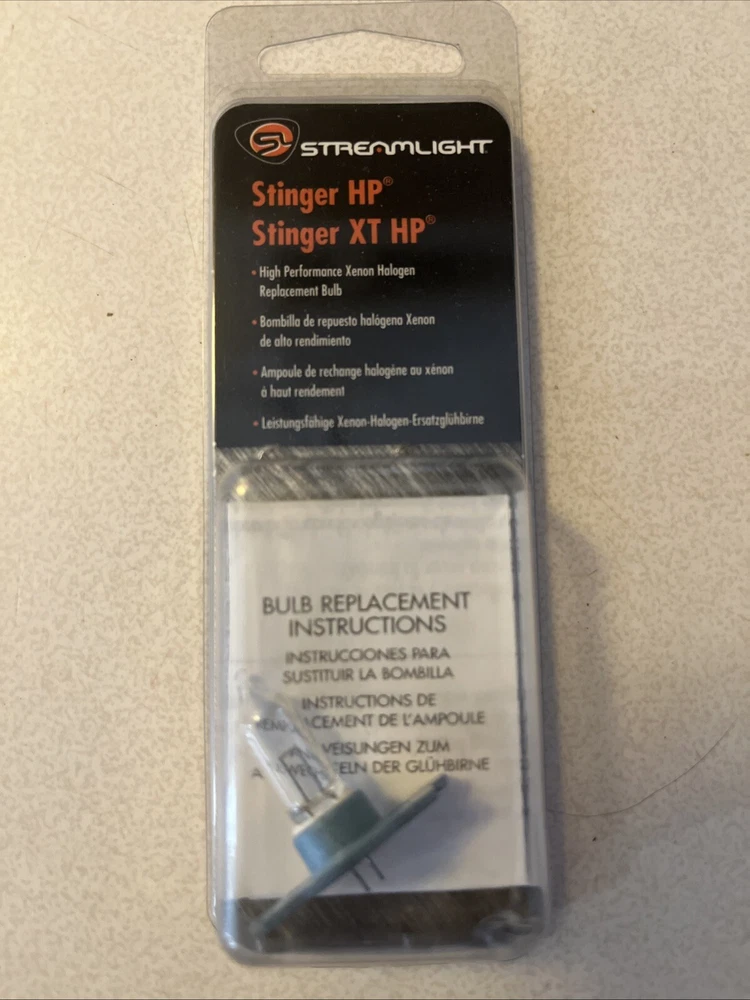 SL STREAMLIGHT
Stinger HP®
Stinger XT HP®
• High Performance Xenon Halogen
Replacement Bulb
• Bombilla de repuesto halógena Xenon
de alto rendimiento
• Ampoule de rechange halogéne au xénon
à haut rendement
• Leistungsfähige Xenon-Halogen-Ersatzglühbirne
BULB REPLACEMENT
INSTRUCTIONS
INSTRUCCIONES PARA
SUSTITUIR LA BOMBILLA
INSTRUCTIONS DE
DE L'AMPOULE
ZUM
DER GLÜHBIRNE